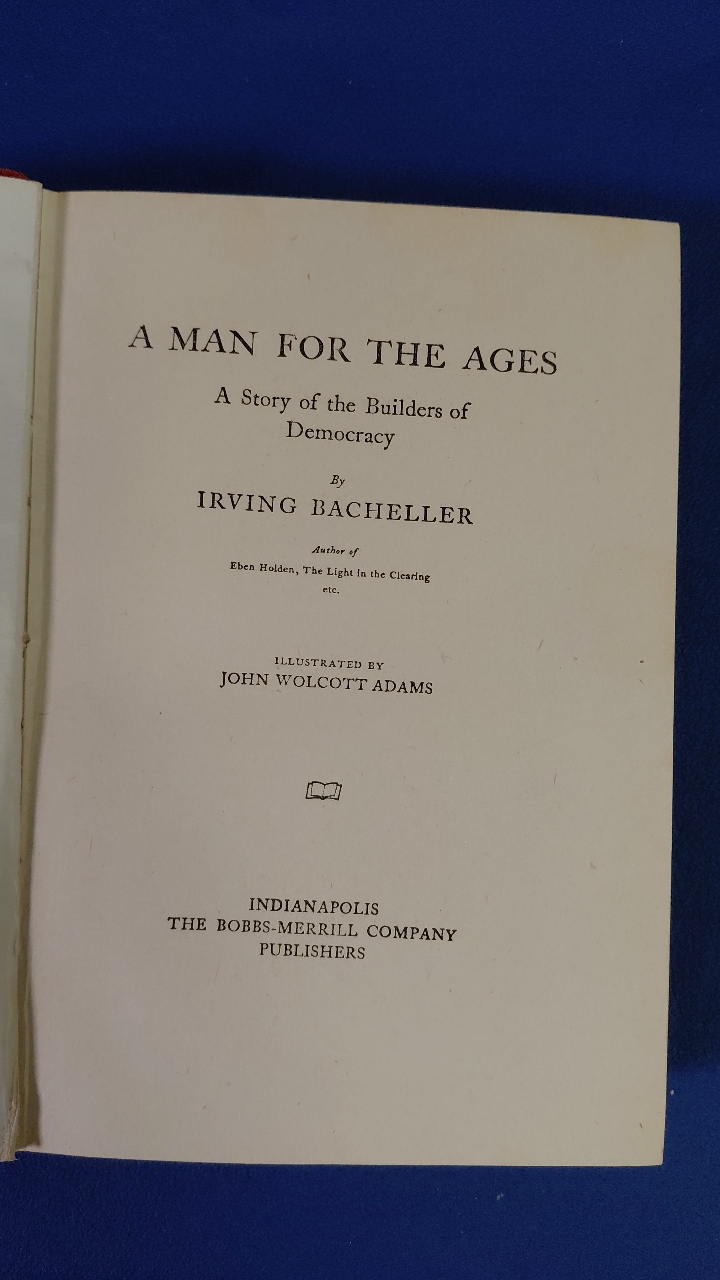 A MAN FOR THE AGES
A Story of the Builders of
Democracy
By
IRVING BACHELLER
Author of
Eben Holden, The Light in the Clearing
etc.
ILLUSTRATED BY
JOHN WOLCOTT ADAMS
INDIANAPOLIS
THE BOBBS-MERRILL COMPANY
PUBLISHERS